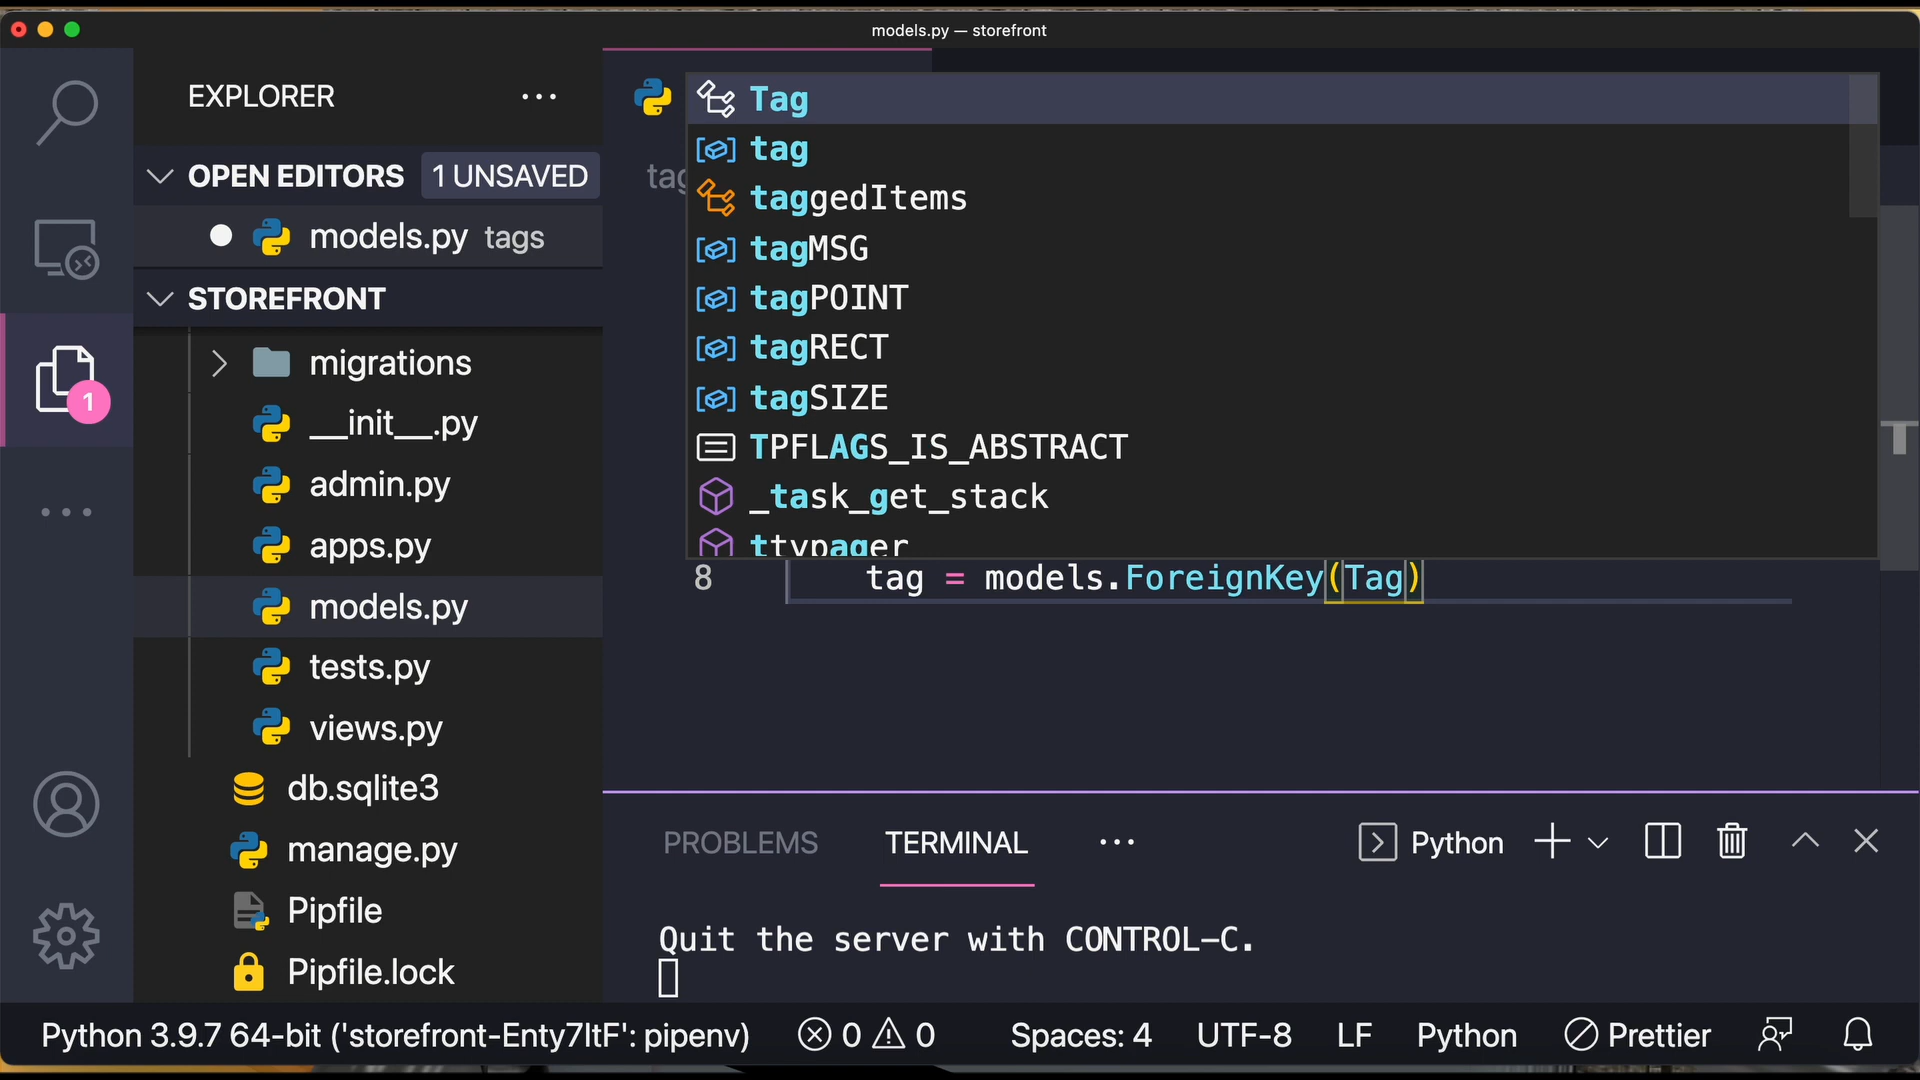 models.py — storefront
EXPLORER
OPEN EDITORS
1 UNSAVED
models.py tags
STOREFRONT
migrations
__init__.py
admin.py
apps.py
models.py
tests.py
views.py
db.sqlite3
manage.py
Pipfile
Pipfile.lock
1
tag
Tag
tag
taggedItems
tagMSG
tagPOINT
tagRECT
tagSIZE
TPFLAGS_IS_ABSTRACT
_task_get_stack
ttypager
8 tag = models.ForeignKey(Tag)
PROBLEMS TERMINAL
Python
Quit the server with CONTROL-C.
Python 3.9.7 64-bit ('storefront-Enty7ltF': pipenv) 0 0 Spaces: 4 UTF-8 LF Python Prettier